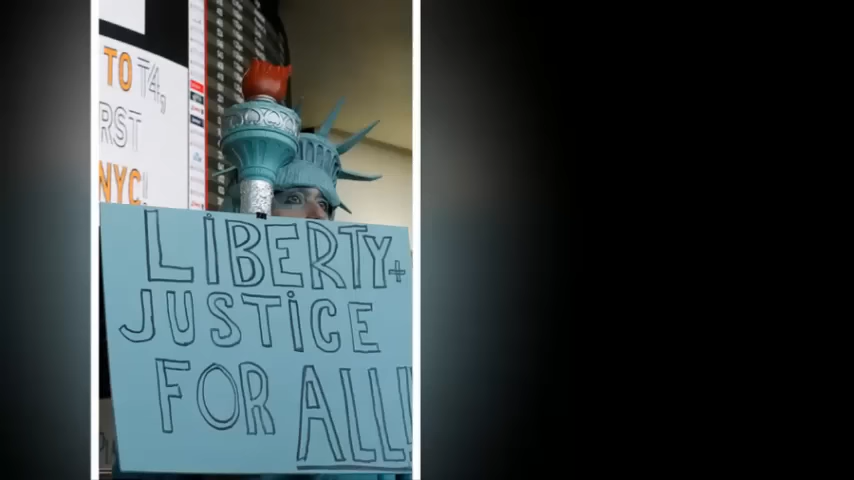 TO T4,
RST
NYC!
LIBERTY+
JUSTICE
FOR ALL!